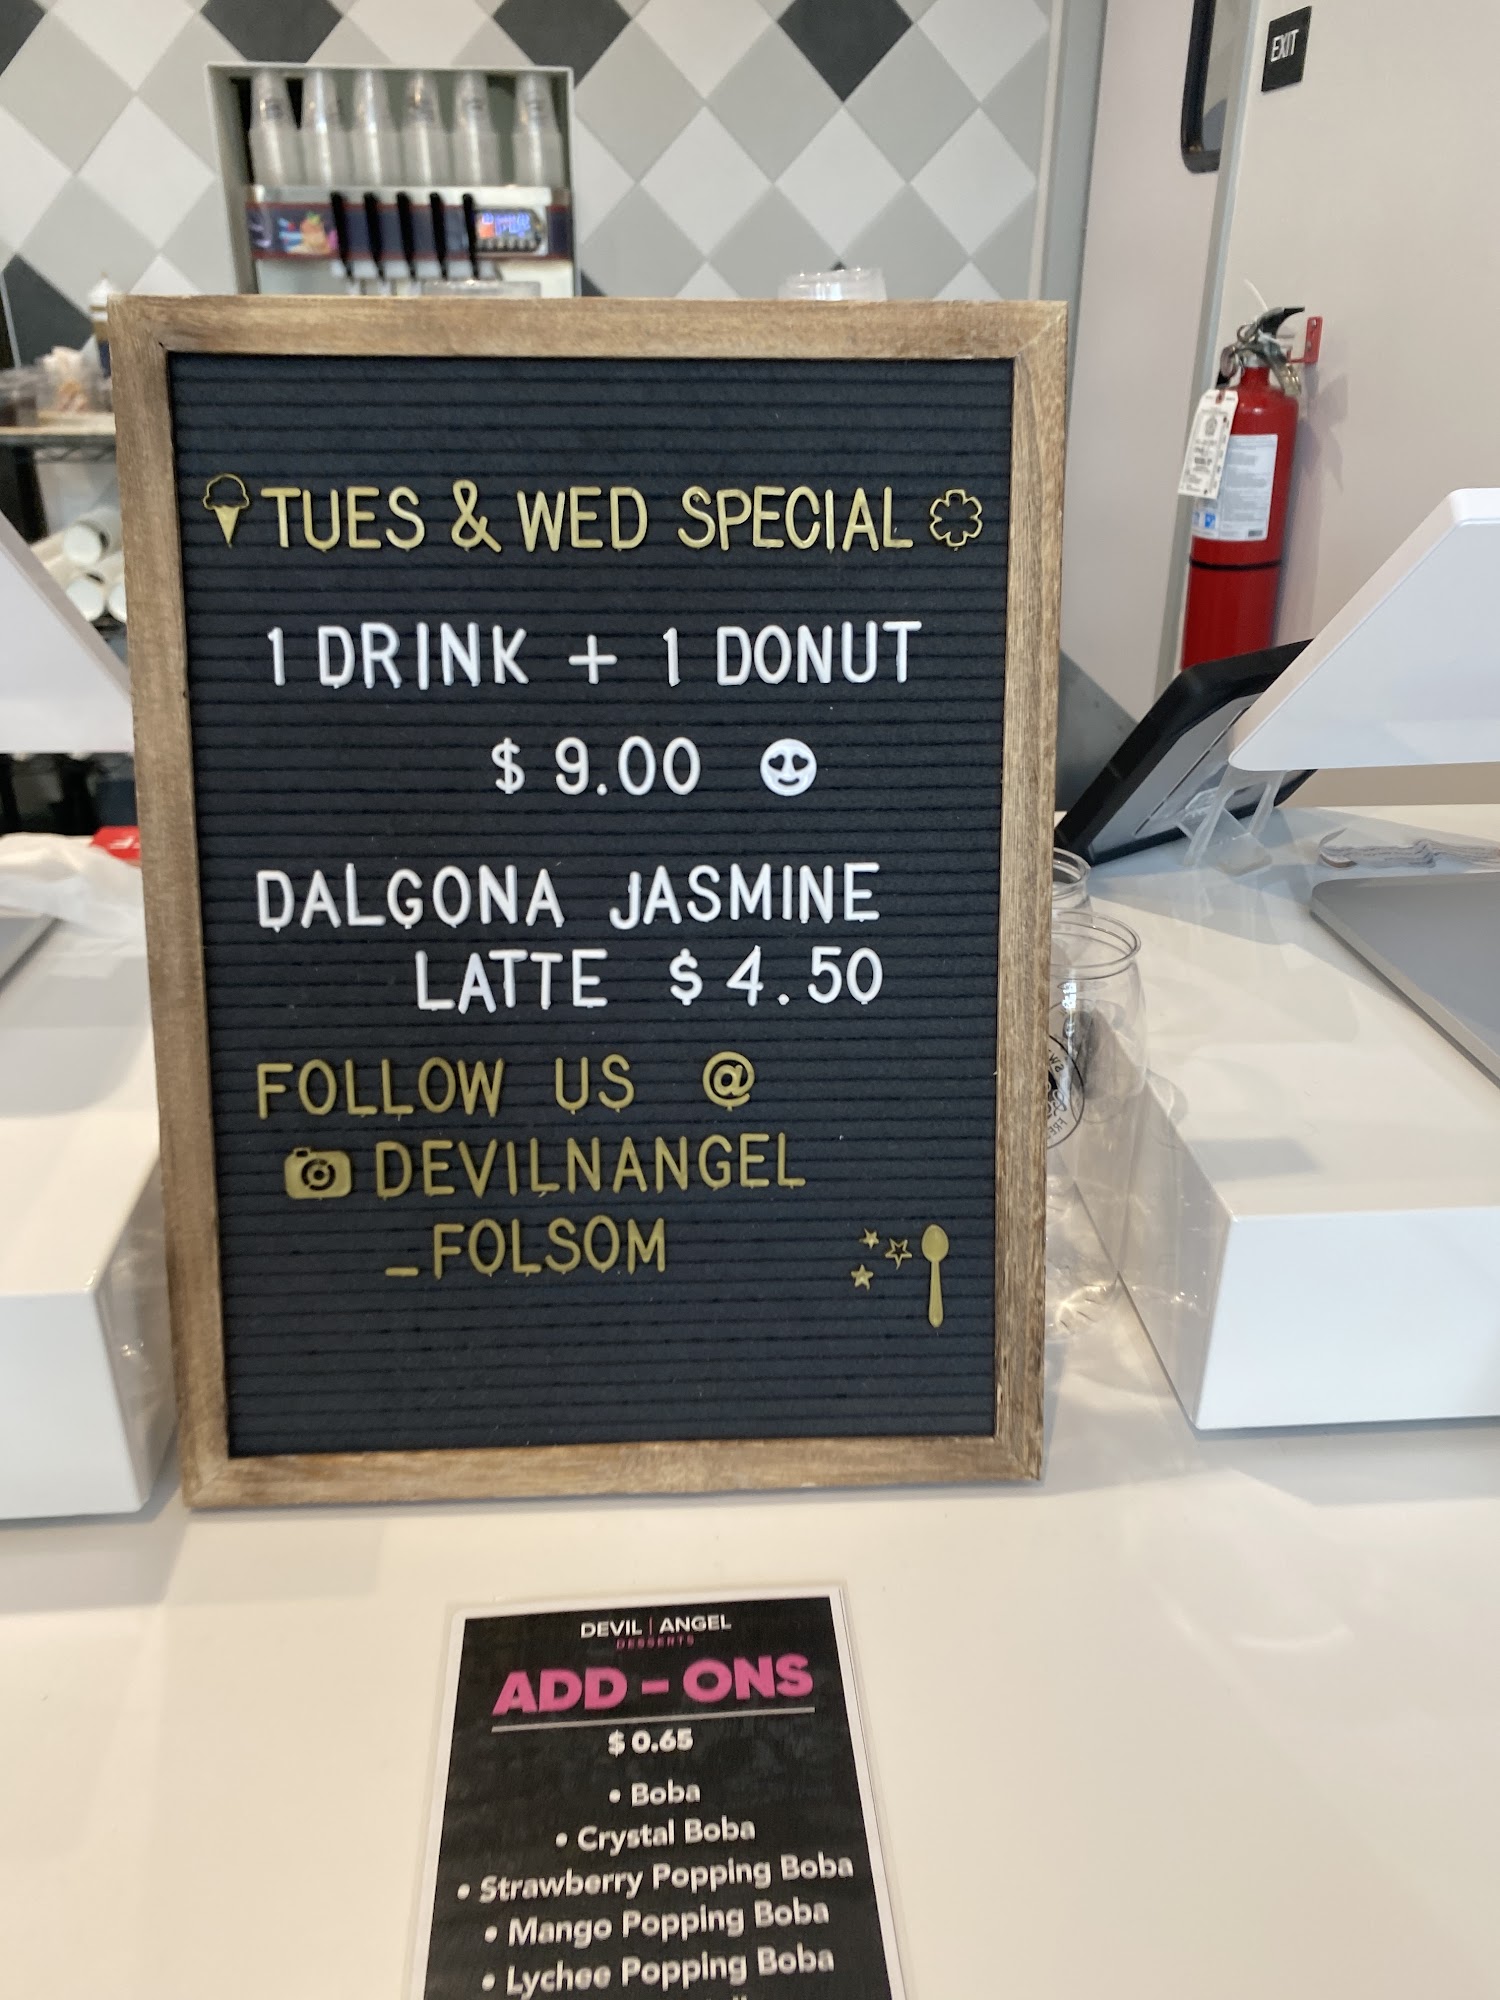 EXIT
TUES & WED SPECIAL
1 DRINK + 1 DONUT
$ 9.00
DALGONA JASMINE
LATTE $ 4.50
FOLLOW US @
DEVILNANGEL
_FOLSOM
DEVIL | ANGEL
DESSERTS
ADD - ONS
$ 0.65
• Boba
• Crystal Boba
• Strawberry Popping Boba
• Mango Popping Boba
• Lychee Popping Boba